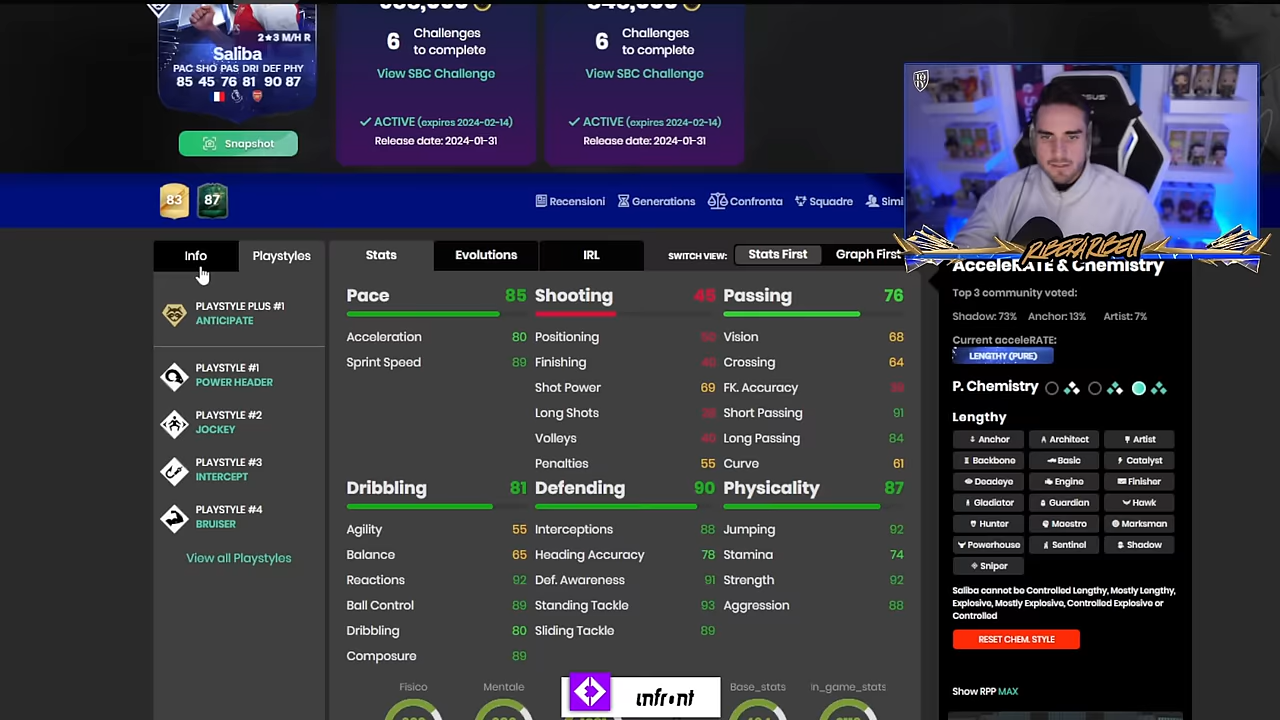 6 Challenges to complete
View SBC Challenge
ACTIVE (expires 2024-02-14)
Release date: 2024-01-31
6 Challenges to complete
View SBC Challenge
ACTIVE (expires 2024-02-14)
Release date: 2024-01-31
2★3 M/H R
Saliba
PAC SHO PAS DRI DEF PHY
85 45 76 81 90 87
Snapshot
83 87
Recensioni Generations Confronta Squadre Simi
RIBERARIBELL
Info Playstyles
PLAYSTYLE PLUS #1
ANTICIPATE
PLAYSTYLE #1
POWER HEADER
PLAYSTYLE #2
JOCKEY
PLAYSTYLE #3
INTERCEPT
PLAYSTYLE #4
BRUISER
View all Playstyles
Stats Evolutions IRL SWITCH VIEW: Stats First Graph First
Pace 85
Acceleration 80
Sprint Speed 89
Shooting 45
Positioning
Finishing
Shot Power 69
Long Shots
Volleys 40
Penalties 55
Passing 76
Vision 68
Crossing 64
FK. Accuracy
Short Passing 91
Long Passing 84
Curve 61
Dribbling 81
Agility 55
Balance 65
Reactions 92
Ball Control 89
Dribbling 80
Composure 89
Defending 90
Interceptions 88
Heading Accuracy 78
Def. Awareness 91
Standing Tackle 93
Sliding Tackle 89
Physicality 87
Jumping 92
Stamina 74
Strength 92
Aggression 88
Fisico Mentale Base_stats in_game_stats
infront
AcceleRATE & Chemistry
Top 3 community voted:
Shadow: 73% Anchor: 13% Artist: 7%
Current acceleRATE:
LENGTHY (PURE)
P. Chemistry
Lengthy
Anchor Architect Artist
Backbone Basic Catalyst
Deadeye Engine Finisher
Gladiator Guardian Hawk
Hunter Maestro Marksman
Powerhouse Sentinel Shadow
Sniper
Saliba cannot be Controlled Lengthy, Mostly Lengthy,
Explosive, Mostly Explosive, Controlled Explosive or
Controlled
RESET CHEM. STYLE
Show RPP MAX